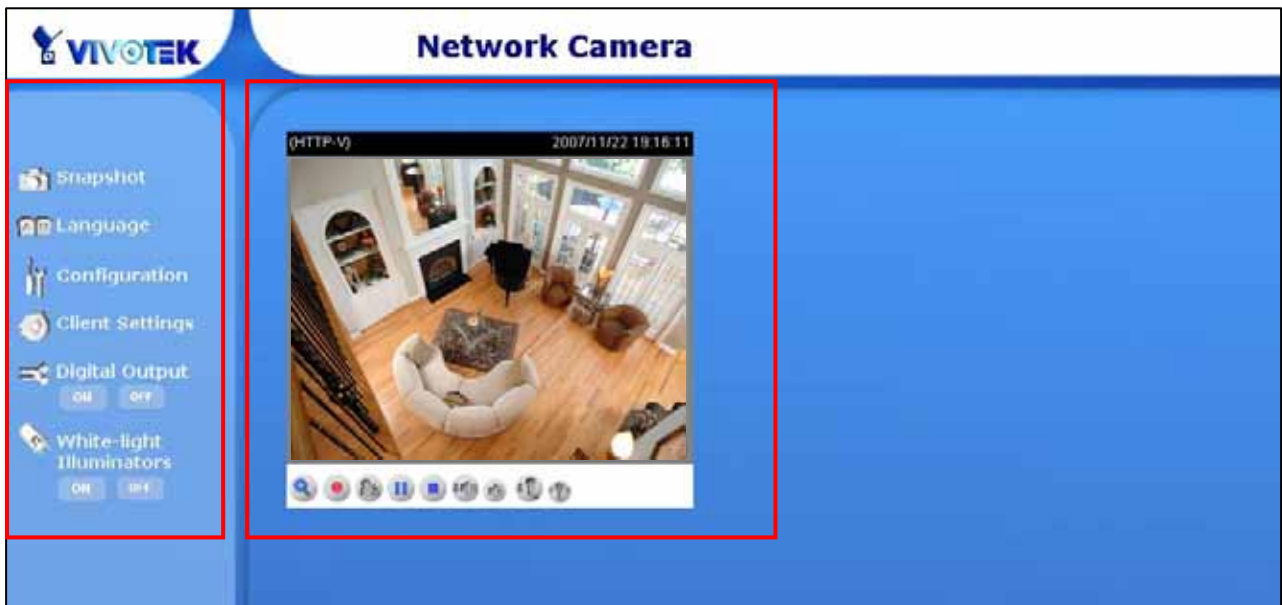 VIVOTEK
Network Camera
(HTTP-V) 2007/11/22 19:16:11
Snapshot
Language
Configuration
Client Settings
Digital Output
ON OFF
White-light
Illuminators
ON OFF